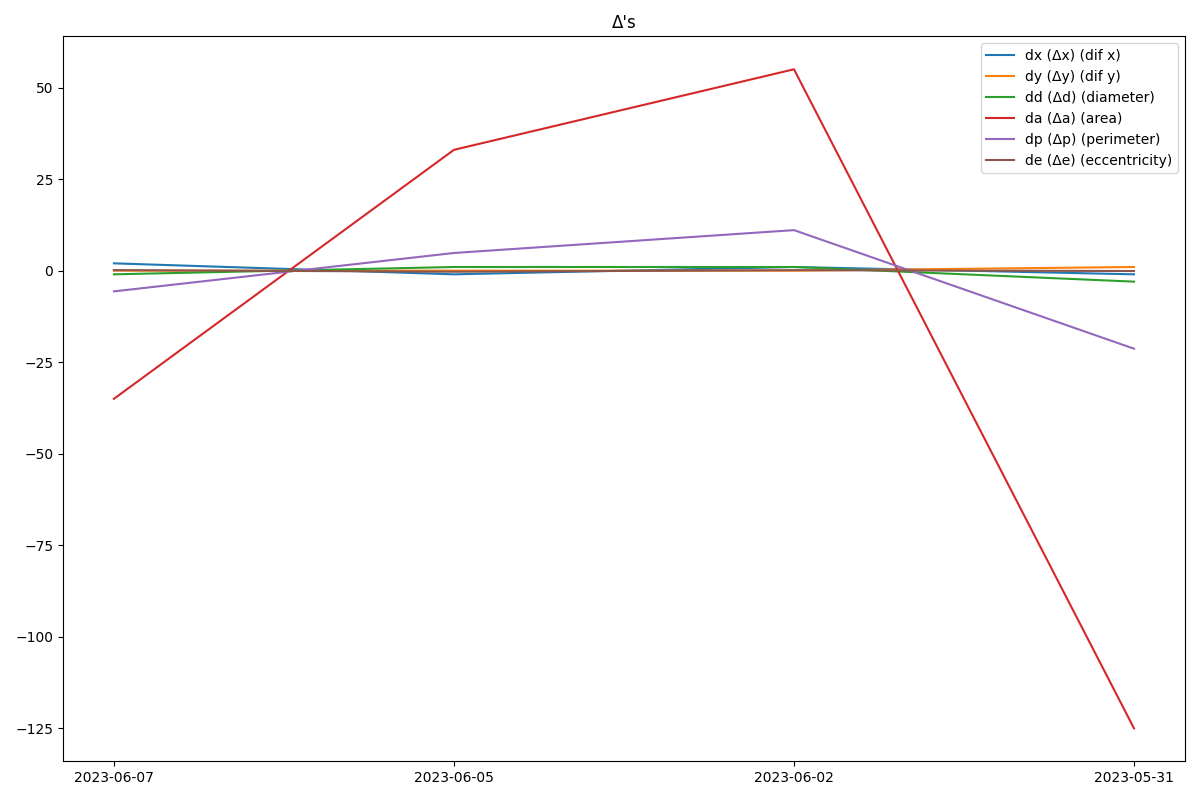 Δ's
dx (Δx) (dif x)
dy (Δy) (dif y)
dd (Δd) (diameter)
da (Δa) (area)
dp (Δp) (perimeter)
de (Δe) (eccentricity)
50
25
0
−25
−50
−75
−100
−125
2023-06-07 2023-06-05 2023-06-02 2023-05-31